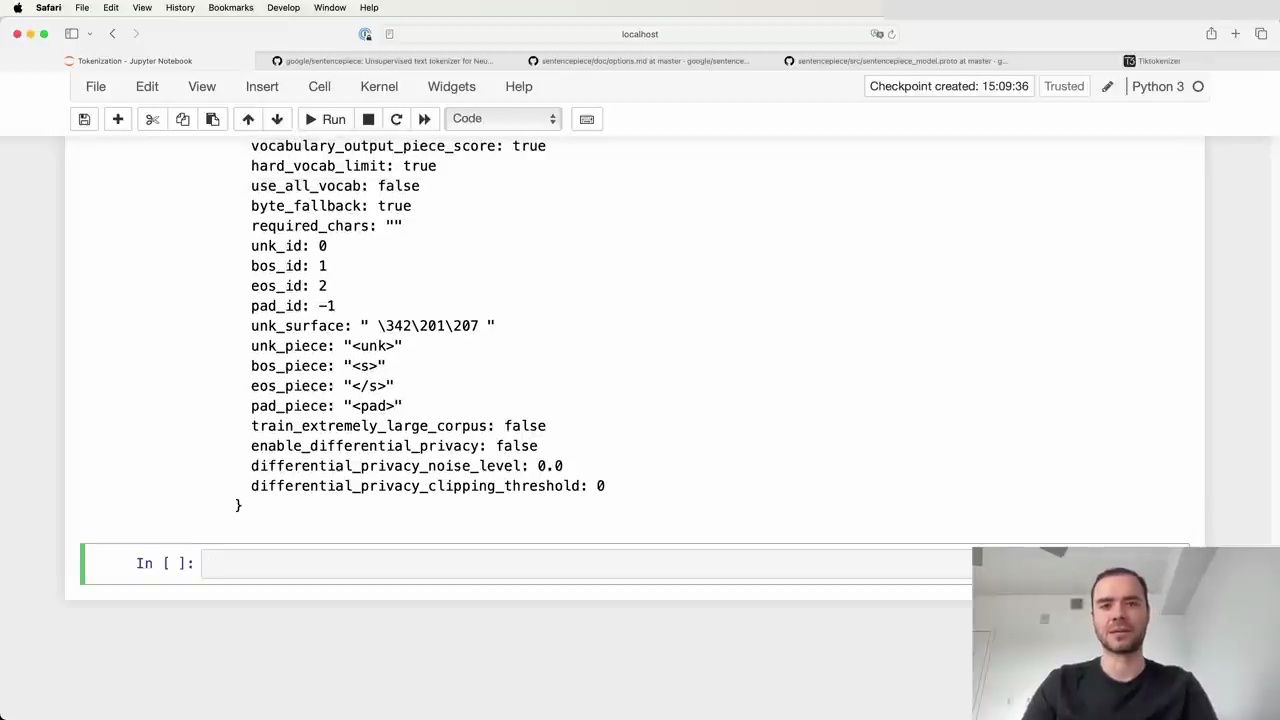 Safari File Edit View History Bookmarks Develop Window Help
localhost
Tokenization - Jupyter Notebook
google/sentencepiece: Unsupervised text tokenizer for Neu...
sentencepiece/doc/options.md at master · google/sentence...
sentencepiece/src/sentencepiece_model.proto at master · g...
Tiktokenizer
File Edit View Insert Cell Kernel Widgets Help
Checkpoint created: 15:09:36
Trusted
Python 3
Run
Code
vocabulary_output_piece_score: true
hard_vocab_limit: true
use_all_vocab: false
byte_fallback: true
required_chars: ""
unk_id: 0
bos_id: 1
eos_id: 2
pad_id: -1
unk_surface: " \342\201\207 "
unk_piece: "<unk>"
bos_piece: "<s>"
eos_piece: "</s>"
pad_piece: "<pad>"
train_extremely_large_corpus: false
enable_differential_privacy: false
differential_privacy_noise_level: 0.0
differential_privacy_clipping_threshold: 0
}
In [ ]: